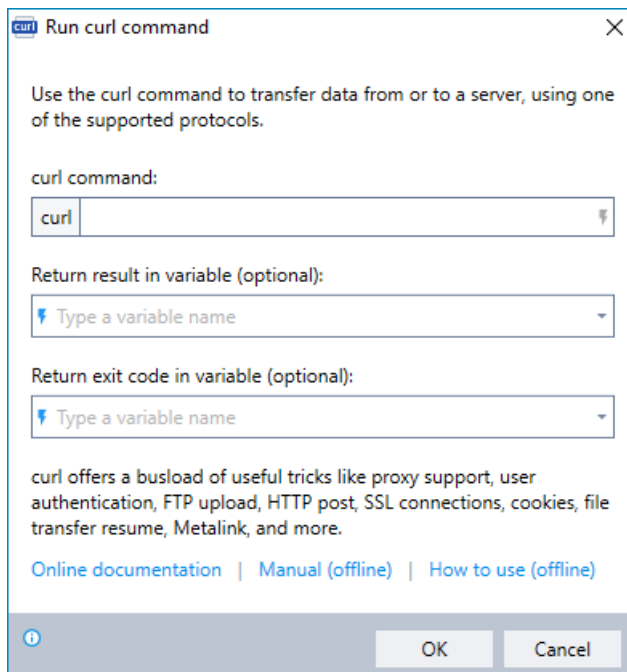 curl Run curl command
Use the curl command to transfer data from or to a server, using one
of the supported protocols.
curl command:
curl
Return result in variable (optional):
Type a variable name
Return exit code in variable (optional):
Type a variable name
curl offers a busload of useful tricks like proxy support, user
authentication, FTP upload, HTTP post, SSL connections, cookies, file
transfer resume, Metalink, and more.
Online documentation | Manual (offline) | How to use (offline)
OK Cancel